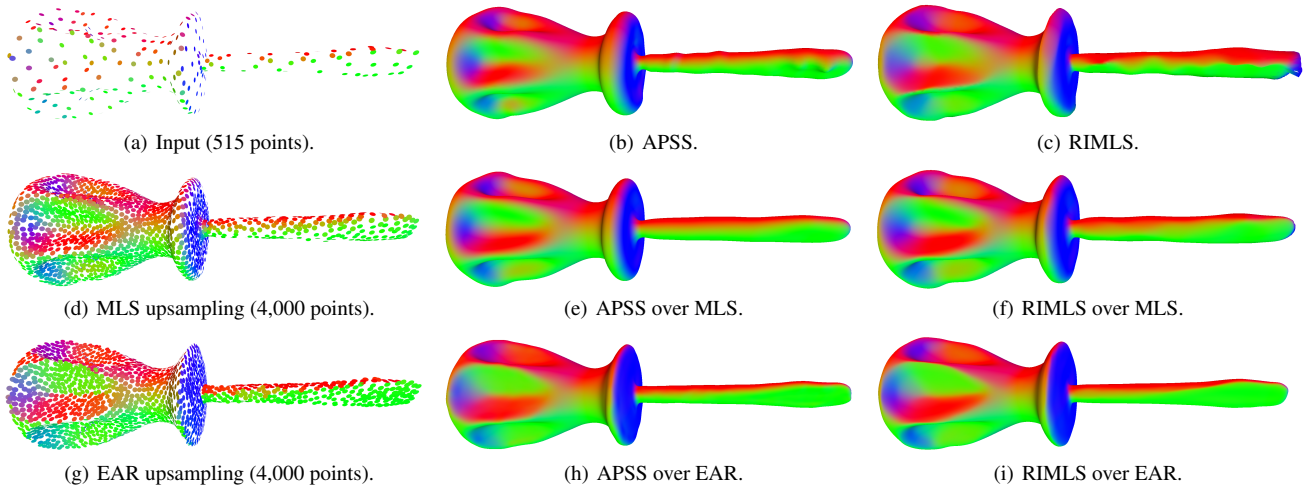 (a) Input (515 points).
(b) APSS.
(c) RIMLS.
(d) MLS upsampling (4,000 points).
(e) APSS over MLS.
(f) RIMLS over MLS.
(g) EAR upsampling (4,000 points).
(h) APSS over EAR.
(i) RIMLS over EAR.